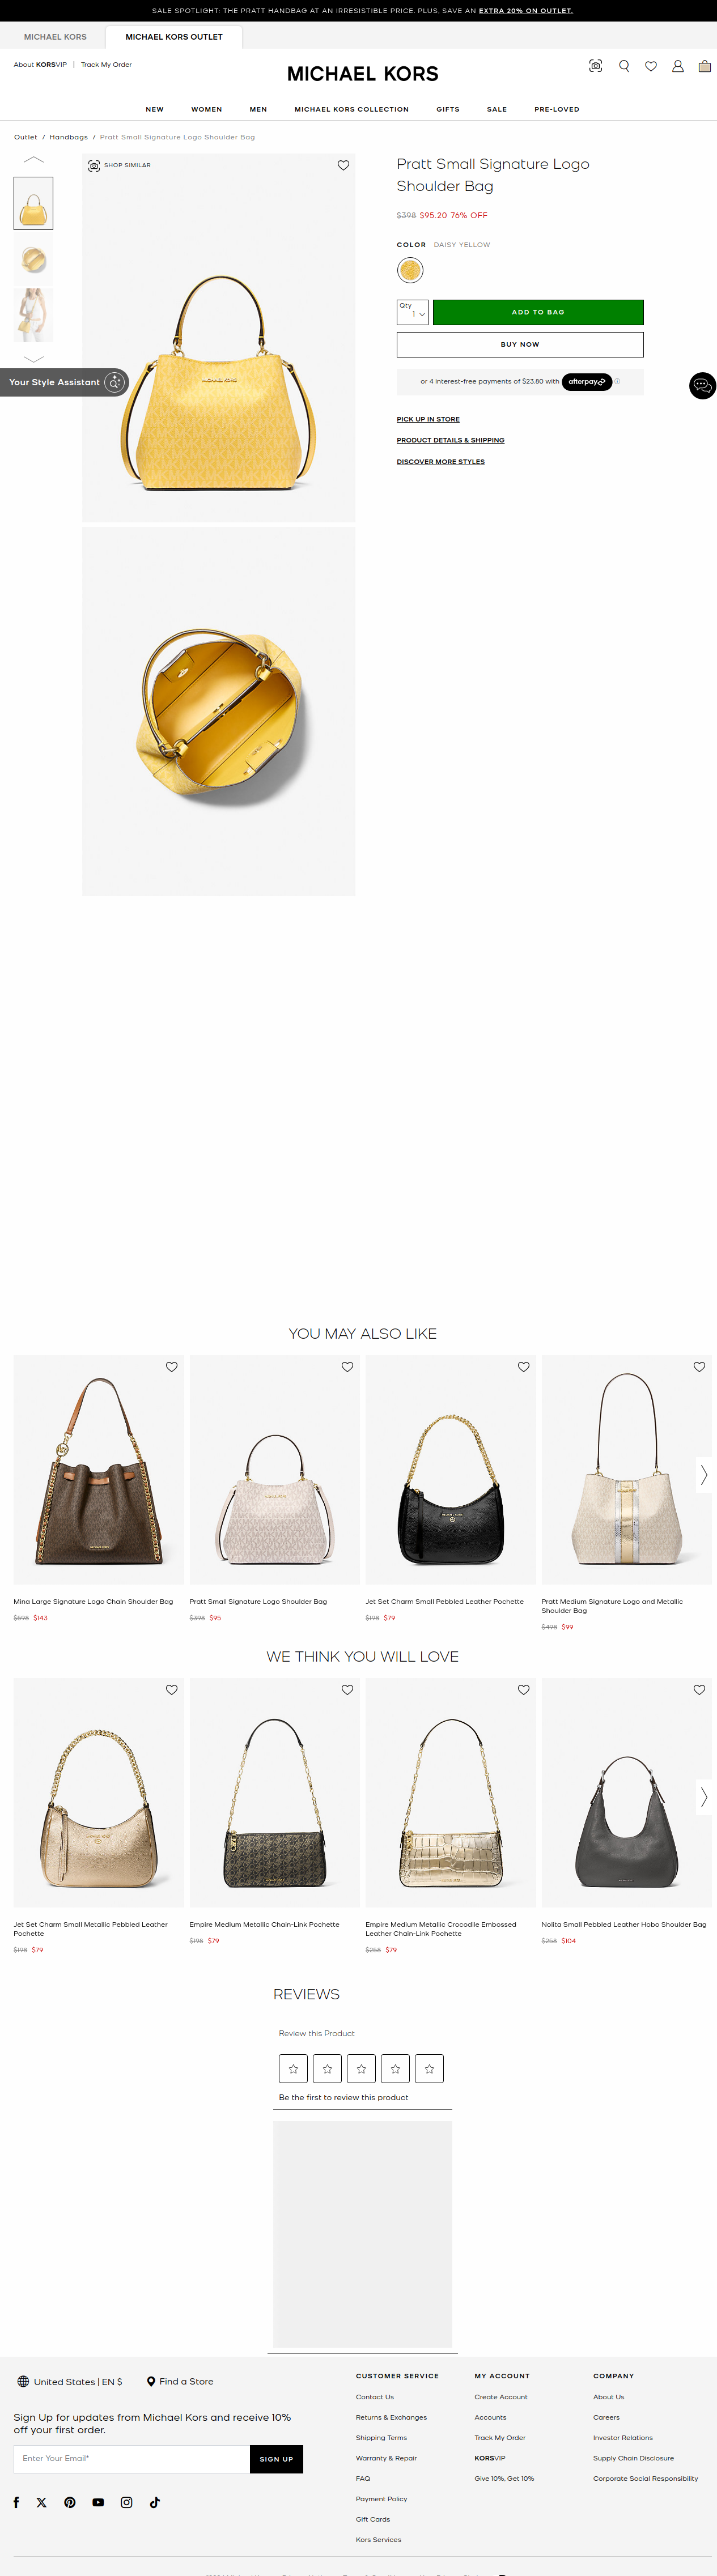 SALE SPOTLIGHT: THE PRATT HANDBAG AT AN IRRESISTIBLE PRICE. PLUS, SAVE AN EXTRA 20% ON OUTLET.
MICHAEL KORS
MICHAEL KORS OUTLET
About KORSVIP | Track My Order
MICHAEL KORS
NEW WOMEN MEN MICHAEL KORS COLLECTION GIFTS SALE PRE-LOVED
Outlet / Handbags / Pratt Small Signature Logo Shoulder Bag
SHOP SIMILAR
MICHAEL KORS
Your Style Assistant
Pratt Small Signature Logo
Shoulder Bag
$398 $95.20 76% OFF
COLOR DAISY YELLOW
Qty
1
ADD TO BAG
BUY NOW
or 4 interest-free payments of $23.80 with afterpay
PICK UP IN STORE
PRODUCT DETAILS & SHIPPING
DISCOVER MORE STYLES
YOU MAY ALSO LIKE
Mina Large Signature Logo Chain Shoulder Bag
$598 $143
Pratt Small Signature Logo Shoulder Bag
$398 $95
Jet Set Charm Small Pebbled Leather Pochette
$198 $79
Pratt Medium Signature Logo and Metallic
Shoulder Bag
$498 $99
WE THINK YOU WILL LOVE
Jet Set Charm Small Metallic Pebbled Leather
Pochette
$198 $79
Empire Medium Metallic Chain-Link Pochette
$198 $79
Empire Medium Metallic Crocodile Embossed
Leather Chain-Link Pochette
$258 $79
Nolita Small Pebbled Leather Hobo Shoulder Bag
$258 $104
REVIEWS
Review this Product
Be the first to review this product
United States | EN $
Find a Store
Sign Up for updates from Michael Kors and receive 10%
off your first order.
Enter Your Email*
SIGN UP
CUSTOMER SERVICE
Contact Us
Returns & Exchanges
Shipping Terms
Warranty & Repair
FAQ
Payment Policy
Gift Cards
Kors Services
MY ACCOUNT
Create Account
Accounts
Track My Order
KORSVIP
Give 10%, Get 10%
COMPANY
About Us
Careers
Investor Relations
Supply Chain Disclosure
Corporate Social Responsibility